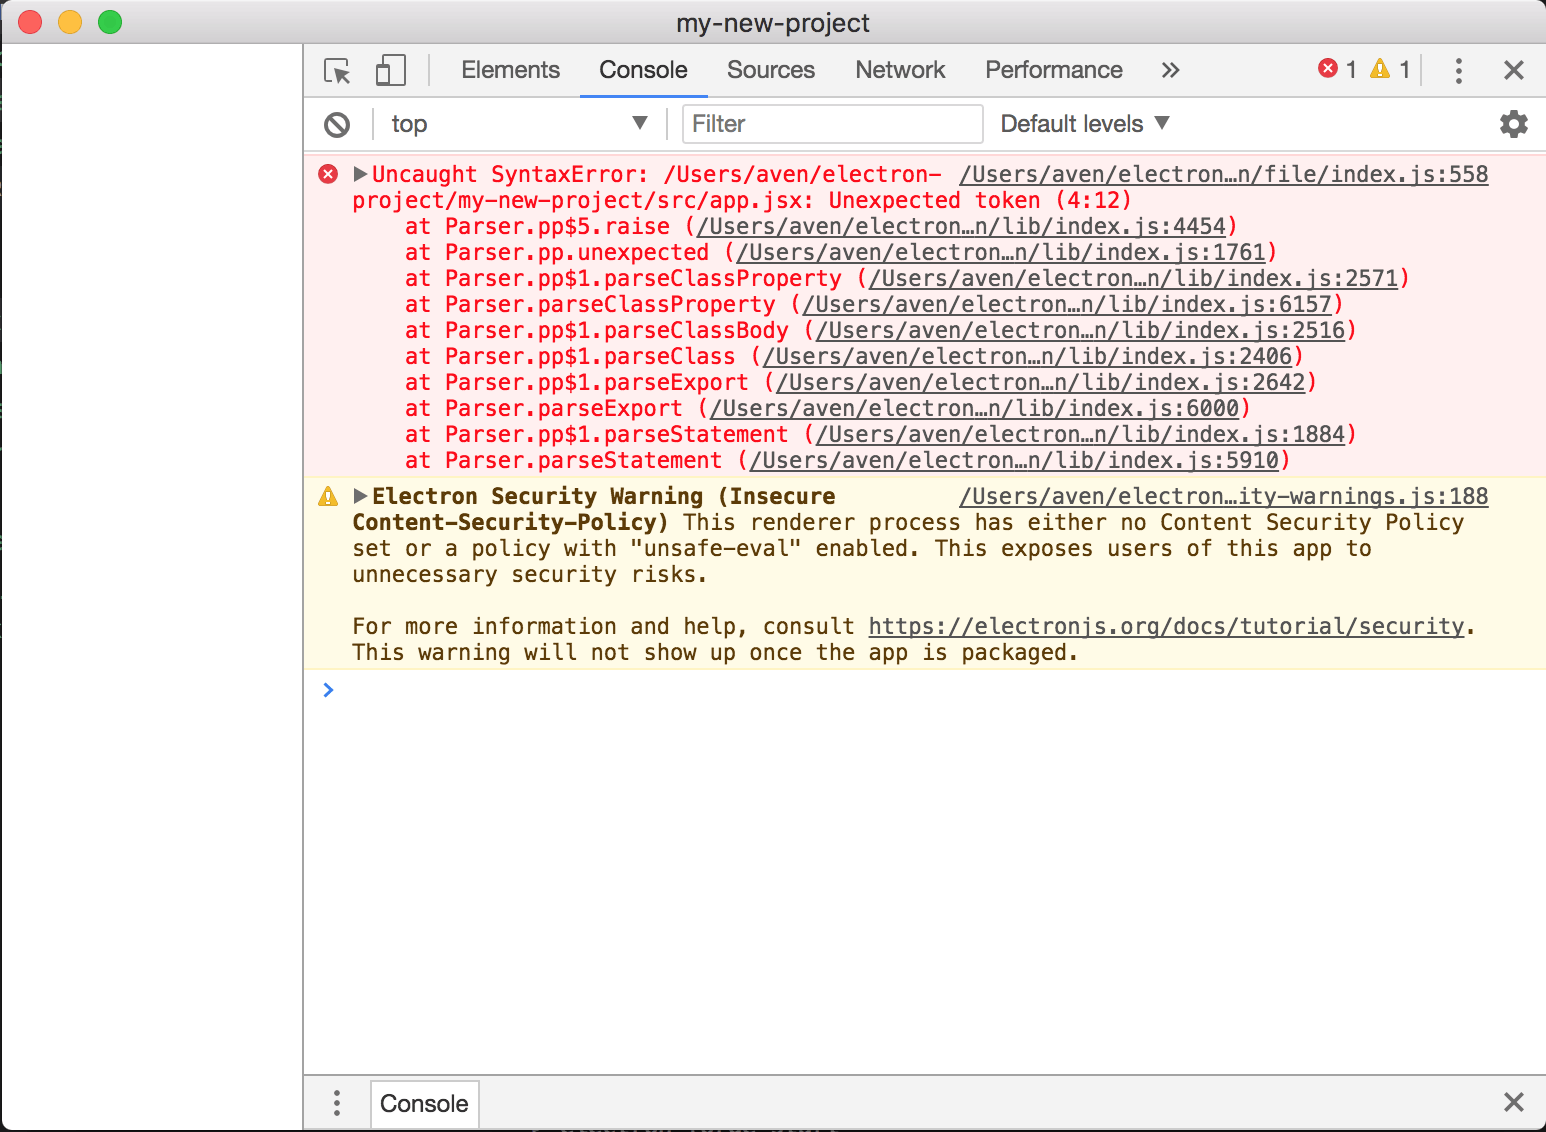 my-new-project
Elements Console Sources Network Performance » 1 1
top Filter Default levels
Uncaught SyntaxError: /Users/aven/electron- /Users/aven/electron…n/file/index.js:558
project/my-new-project/src/app.jsx: Unexpected token (4:12)
at Parser.pp$5.raise (/Users/aven/electron…n/lib/index.js:4454)
at Parser.pp.unexpected (/Users/aven/electron…n/lib/index.js:1761)
at Parser.pp$1.parseClassProperty (/Users/aven/electron…n/lib/index.js:2571)
at Parser.parseClassProperty (/Users/aven/electron…n/lib/index.js:6157)
at Parser.pp$1.parseClassBody (/Users/aven/electron…n/lib/index.js:2516)
at Parser.pp$1.parseClass (/Users/aven/electron…n/lib/index.js:2406)
at Parser.pp$1.parseExport (/Users/aven/electron…n/lib/index.js:2642)
at Parser.parseExport (/Users/aven/electron…n/lib/index.js:6000)
at Parser.pp$1.parseStatement (/Users/aven/electron…n/lib/index.js:1884)
at Parser.parseStatement (/Users/aven/electron…n/lib/index.js:5910)
Electron Security Warning (Insecure /Users/aven/electron…ity-warnings.js:188
Content-Security-Policy) This renderer process has either no Content Security Policy
set or a policy with "unsafe-eval" enabled. This exposes users of this app to
unnecessary security risks.
For more information and help, consult https://electronjs.org/docs/tutorial/security.
This warning will not show up once the app is packaged.
Console